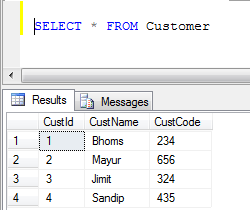 SELECT * FROM Customer
Results Messages
CustId CustName CustCode
1 1 Bhoms 234
2 2 Mayur 656
3 3 Jimit 324
4 4 Sandip 435